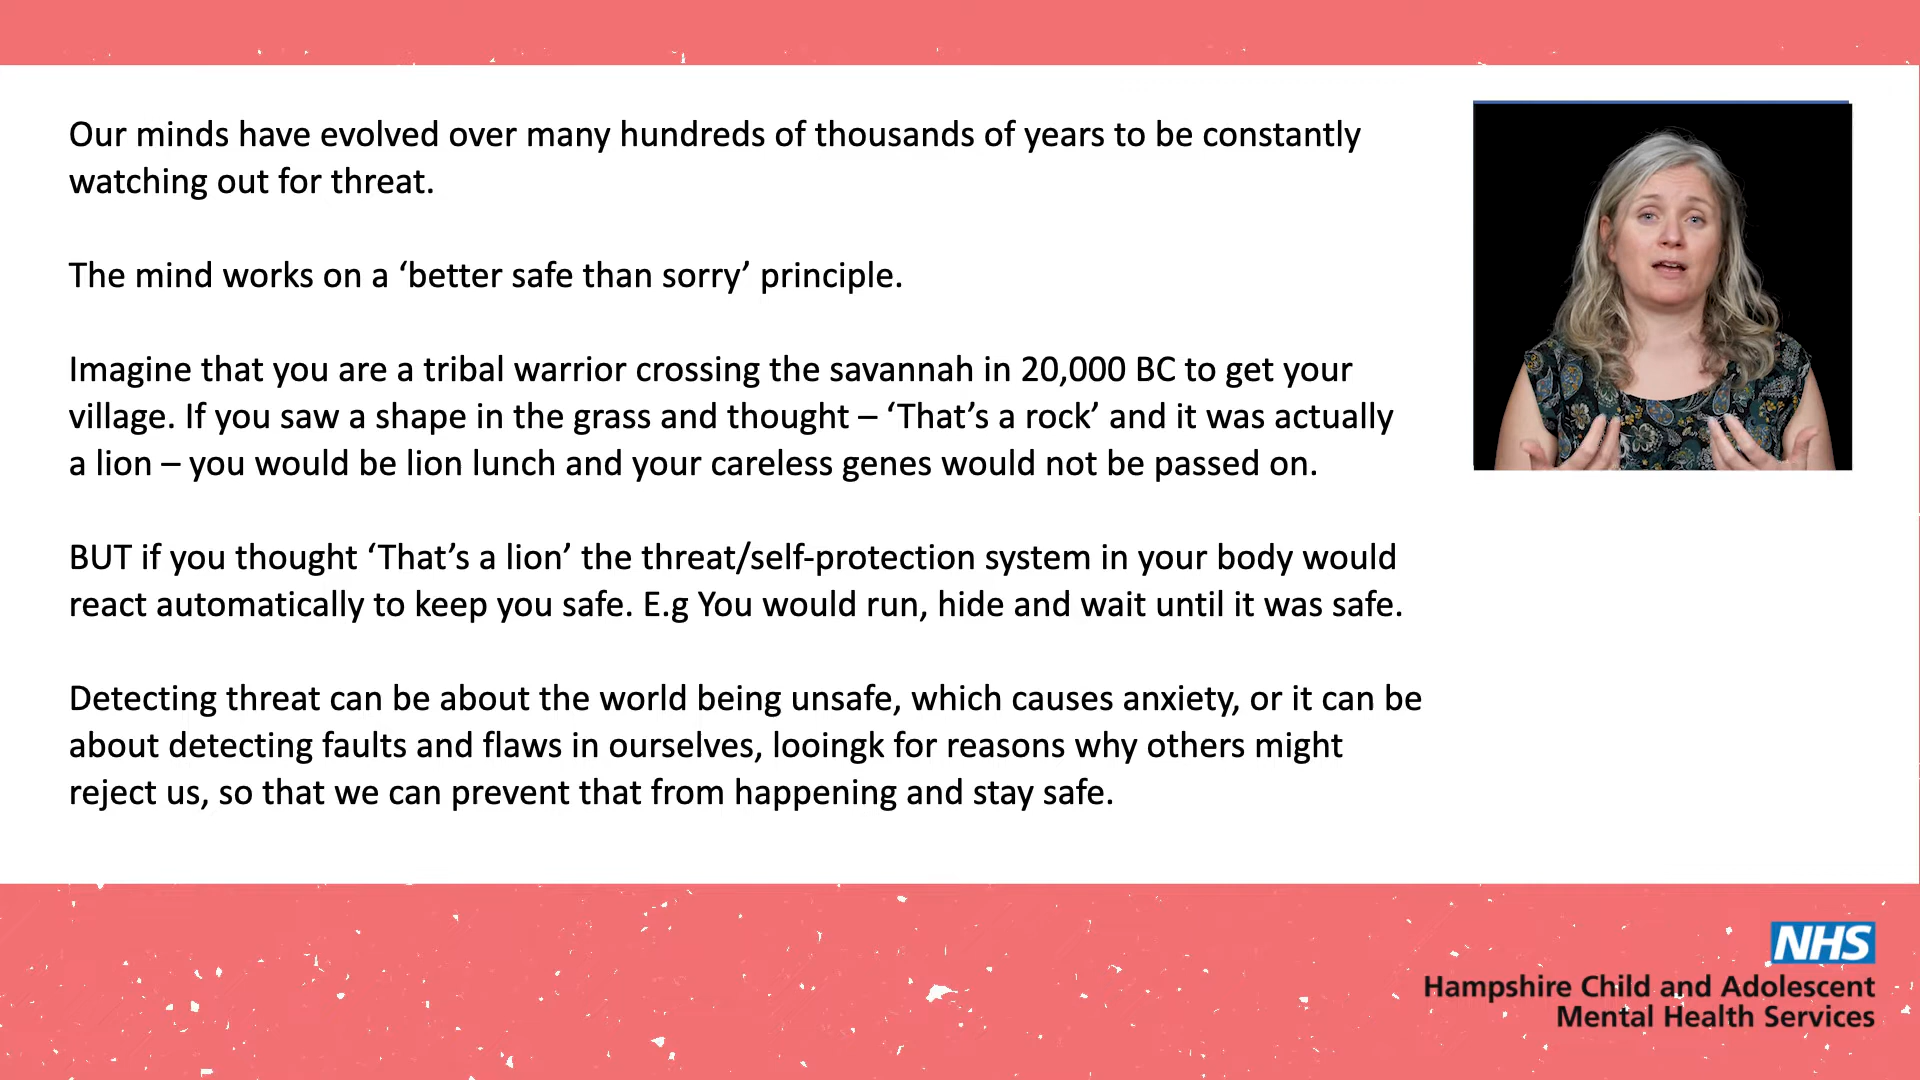 Our minds have evolved over many hundreds of thousands of years to be constantly
watching out for threat.
The mind works on a ‘better safe than sorry’ principle.
Imagine that you are a tribal warrior crossing the savannah in 20,000 BC to get your
village. If you saw a shape in the grass and thought – ‘That’s a rock’ and it was actually
a lion – you would be lion lunch and your careless genes would not be passed on.
BUT if you thought ‘That’s a lion’ the threat/self-protection system in your body would
react automatically to keep you safe. E.g You would run, hide and wait until it was safe.
Detecting threat can be about the world being unsafe, which causes anxiety, or it can be
about detecting faults and flaws in ourselves, looingk for reasons why others might
reject us, so that we can prevent that from happening and stay safe.
NHS
Hampshire Child and Adolescent
Mental Health Services